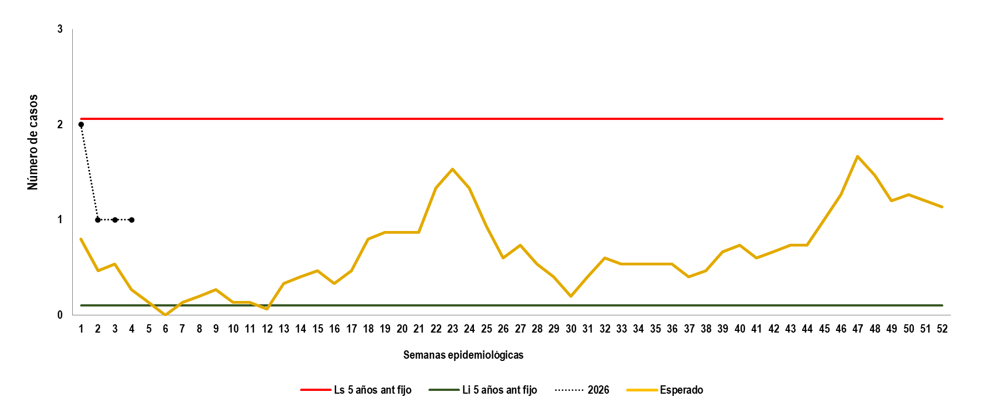 3
2
1
0
Número de casos
1 2 3 4 5 6 7 8 9 10 11 12 13 14 15 16 17 18 19 20 21 22 23 24 25 26 27 28 29 30 31 32 33 34 35 36 37 38 39 40 41 42 43 44 45 46 47 48 49 50 51 52
Semanas epidemiológicas
Ls 5 años ant fijo Li 5 años ant fijo 2026 Esperado